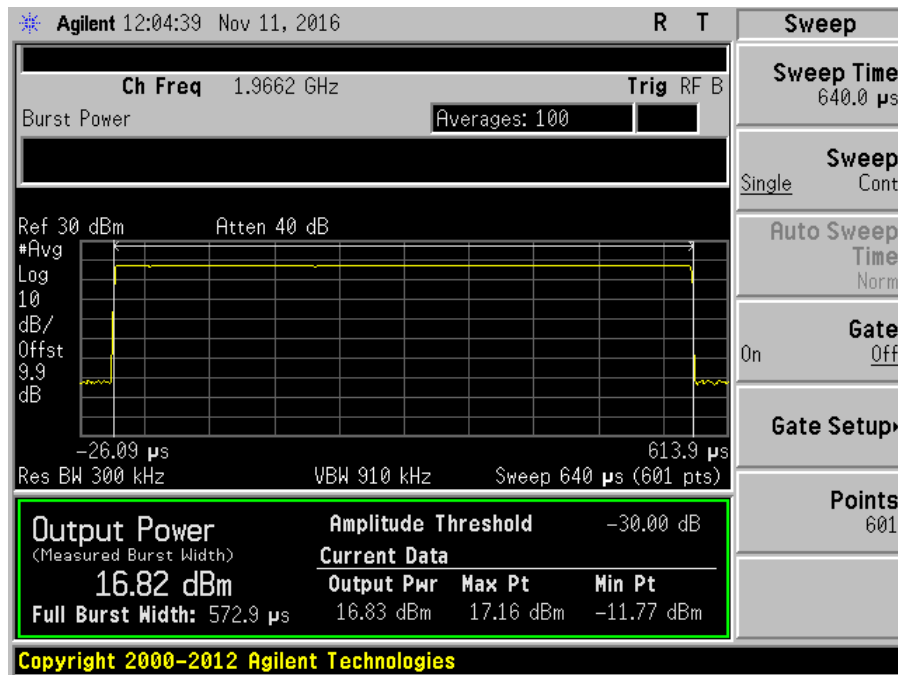 Agilent 12:04:39 Nov 11, 2016 R T
Ch Freq 1.9662 GHz Trig RF B
Burst Power Averages: 100
Ref 30 dBm Atten 40 dB
#Avg
Log
10
dB/
Offst
9.9
dB
-26.09 µs 613.9 µs
Res BW 300 kHz VBW 910 kHz Sweep 640 µs (601 pts)
Output Power
(Measured Burst Width)
16.82 dBm
Full Burst Width: 572.9 µs
Amplitude Threshold -30.00 dB
Current Data
Output Pwr Max Pt Min Pt
16.83 dBm 17.16 dBm -11.77 dBm
Copyright 2000-2012 Agilent Technologies
Sweep
Sweep Time
640.0 µs
Sweep
Single Cont
Auto Sweep
Time
Norm
Gate
On Off
Gate Setup
Points
601